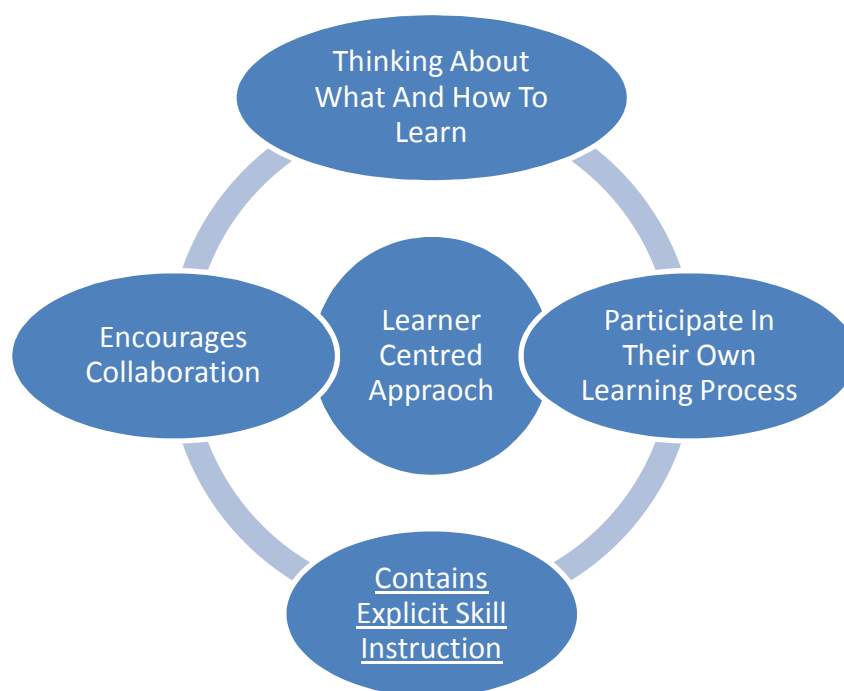 Thinking About
What And How To
Learn
Encourages
Collaboration
Learner
Centred
Appraoch
Participate In
Their Own
Learning Process
Contains
Explicit Skill
Instruction